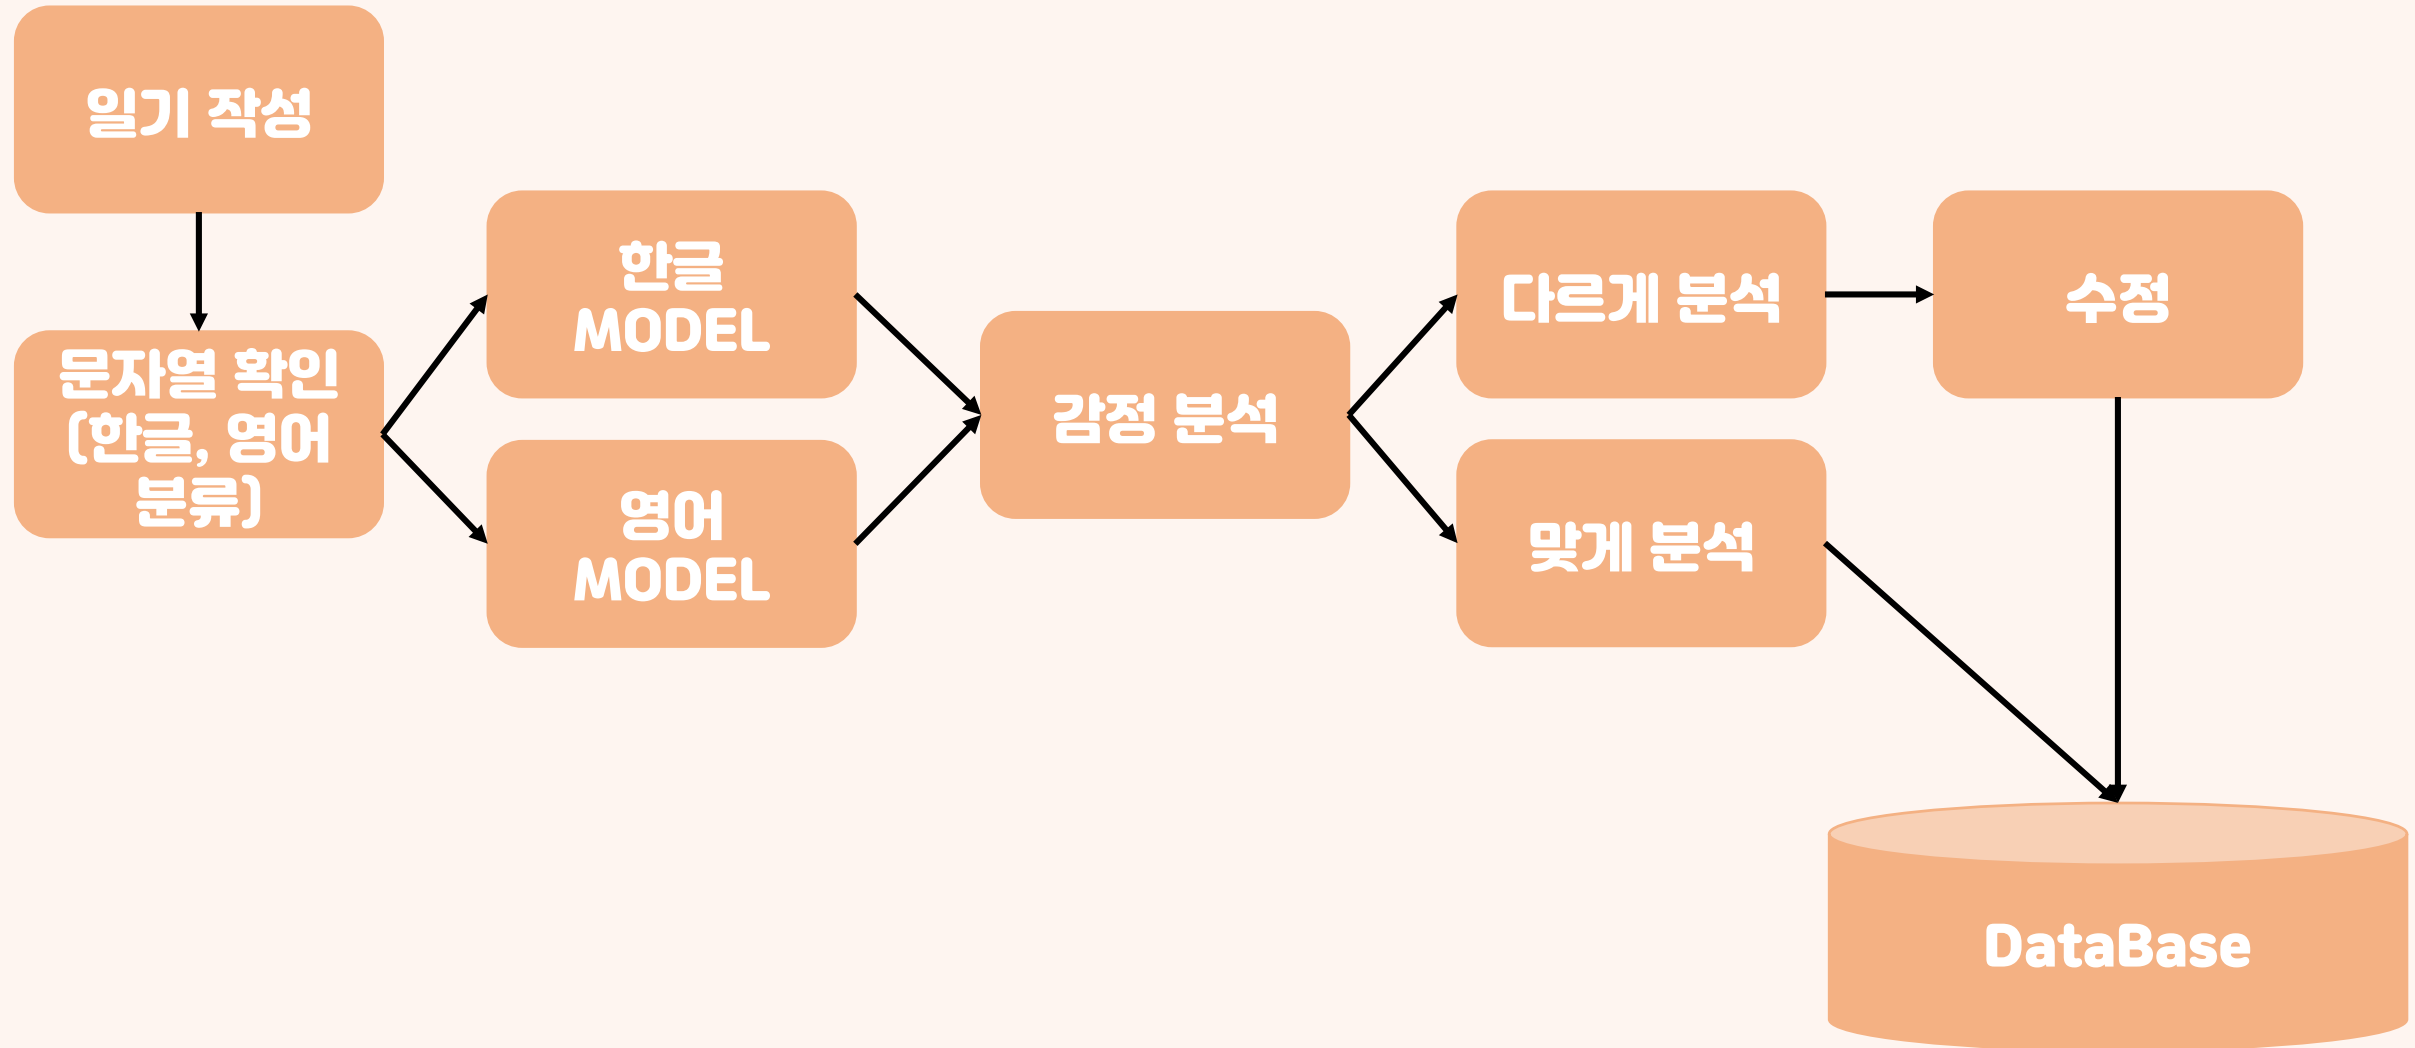 일기 작성
문자열 확인
(한글, 영어
분류)
한글
MODEL
영어
MODEL
감정 분석
다르게 분석
맞게 분석
수정
DataBase